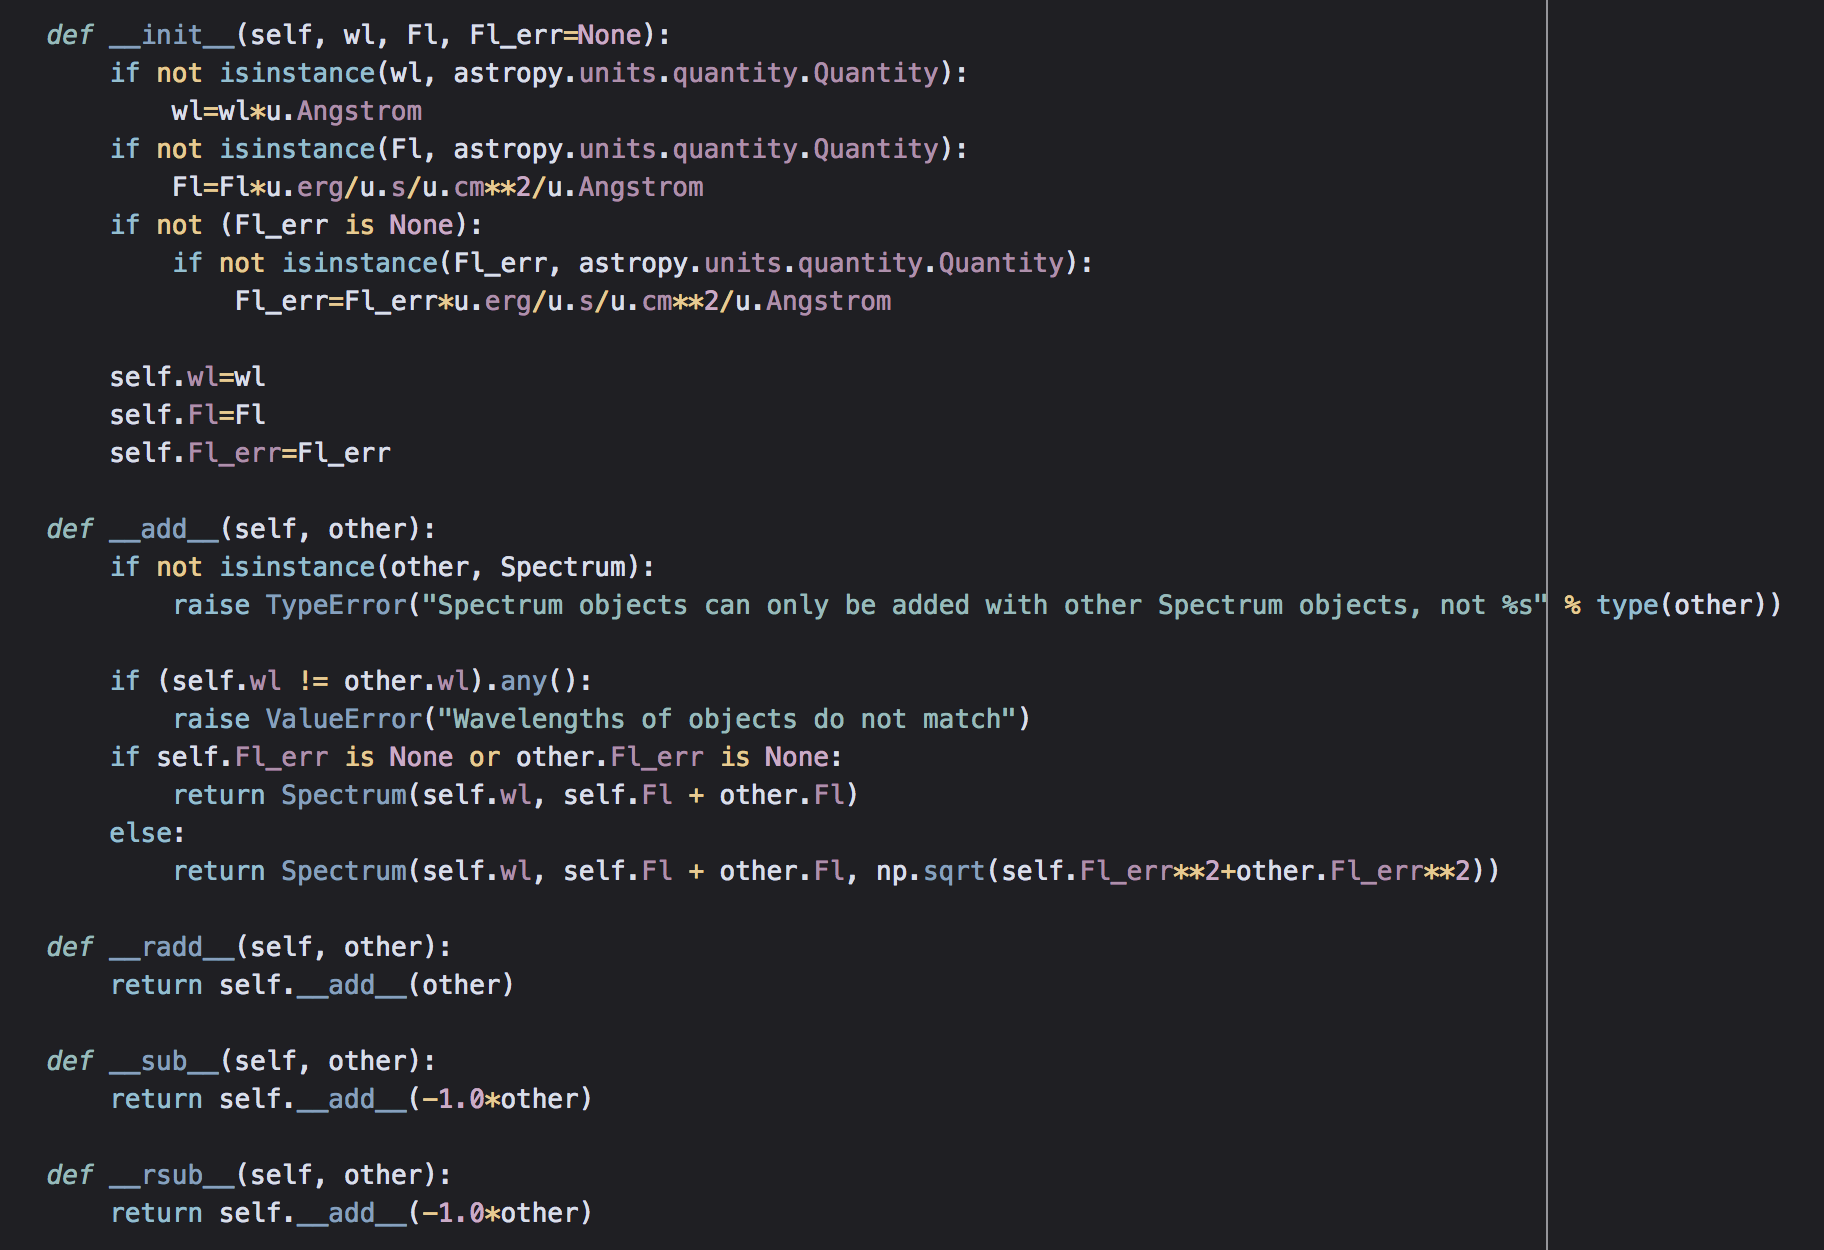 def __init__(self, wl, Fl, Fl_err=None):
    if not isinstance(wl, astropy.units.quantity.Quantity):
        wl=wl*u.Angstrom
    if not isinstance(Fl, astropy.units.quantity.Quantity):
        Fl=Fl*u.erg/u.s/u.cm**2/u.Angstrom
    if not (Fl_err is None):
        if not isinstance(Fl_err, astropy.units.quantity.Quantity):
            Fl_err=Fl_err*u.erg/u.s/u.cm**2/u.Angstrom

    self.wl=wl
    self.Fl=Fl
    self.Fl_err=Fl_err

def __add__(self, other):
    if not isinstance(other, Spectrum):
        raise TypeError("Spectrum objects can only be added with other Spectrum objects, not %s" % type(other))

    if (self.wl != other.wl).any():
        raise ValueError("Wavelengths of objects do not match")
    if self.Fl_err is None or other.Fl_err is None:
        return Spectrum(self.wl, self.Fl + other.Fl)
    else:
        return Spectrum(self.wl, self.Fl + other.Fl, np.sqrt(self.Fl_err**2+other.Fl_err**2))

def __radd__(self, other):
    return self.__add__(other)

def __sub__(self, other):
    return self.__add__(-1.0*other)

def __rsub__(self, other):
    return self.__add__(-1.0*other)